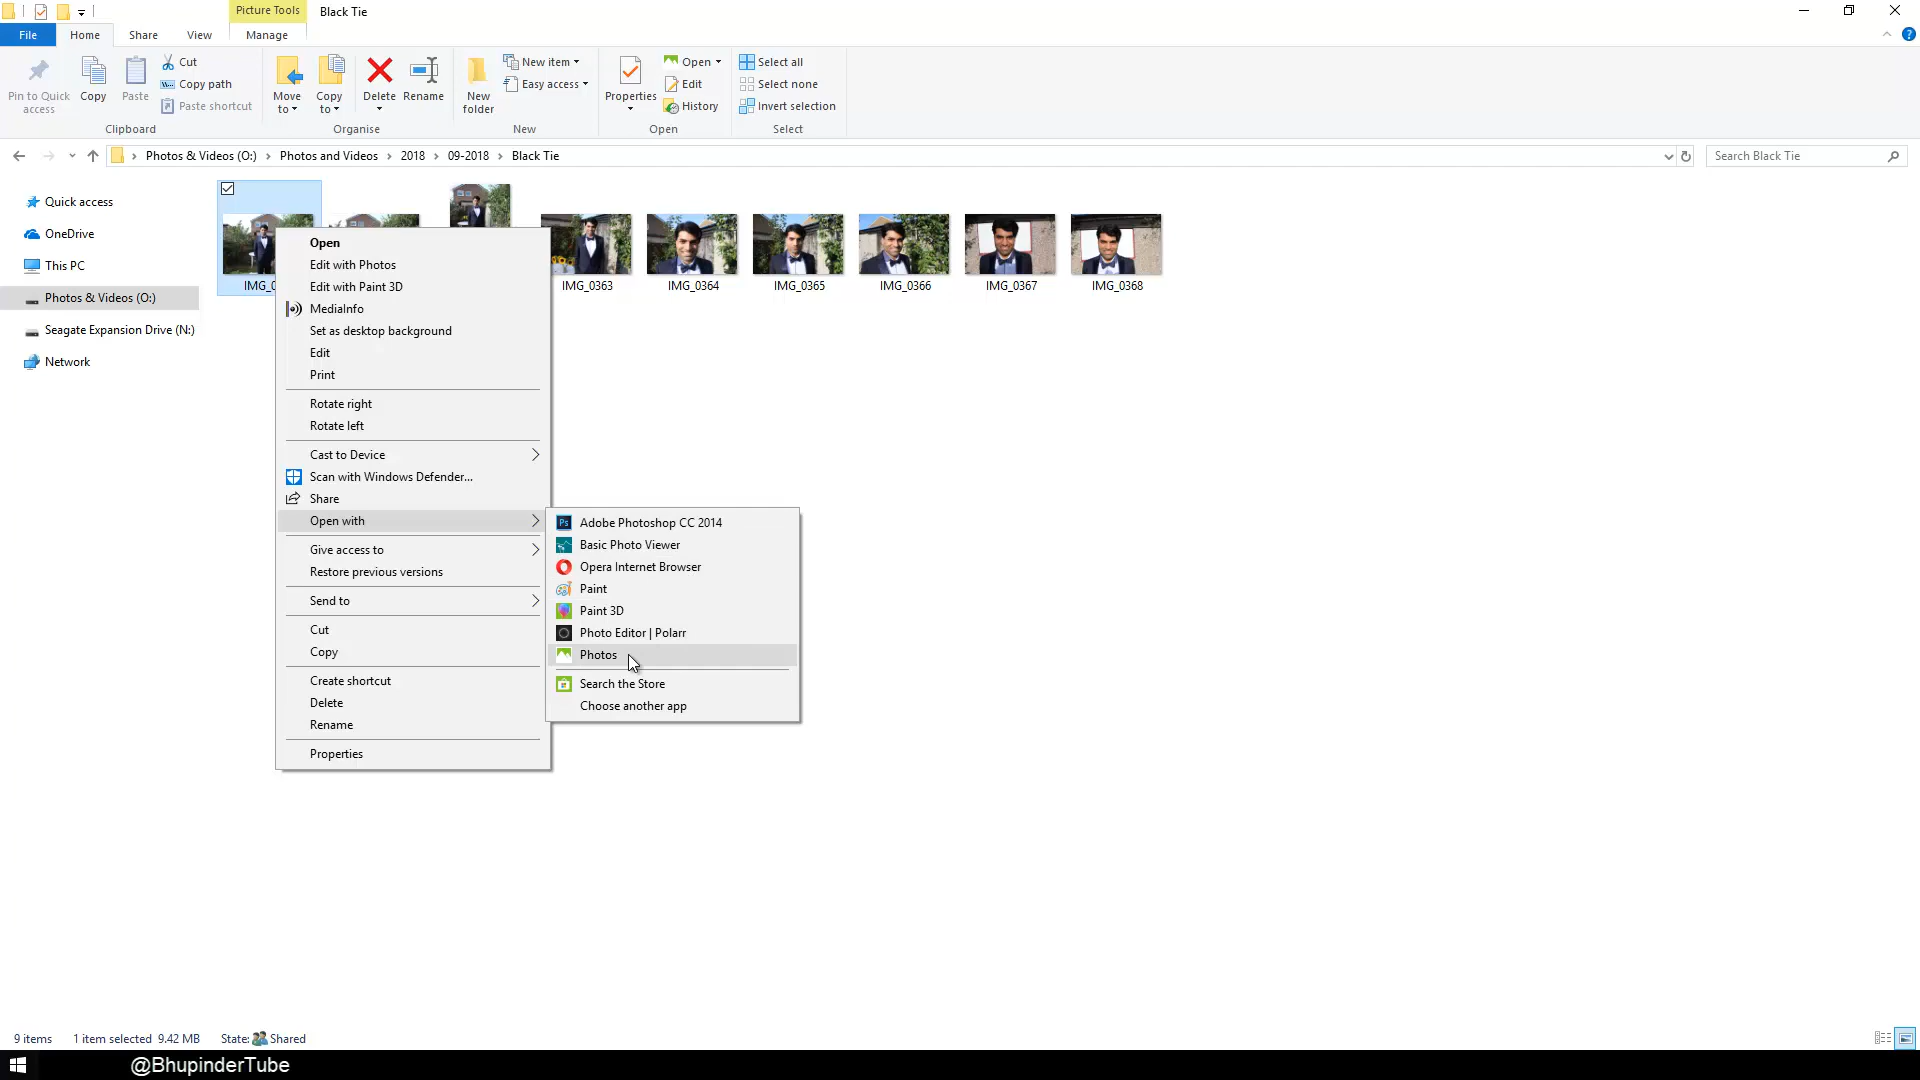 Picture Tools
Black Tie
File
Home
Share
View
Manage
Pin to Quick access
Copy
Paste
Cut
Copy path
Paste shortcut
Clipboard
Move to
Copy to
Delete
Rename
Organise
New folder
New item
Easy access
New
Properties
Open
Edit
History
Open
Select all
Select none
Invert selection
Select
Photos & Videos (O:)
Photos and Videos
2018
09-2018
Black Tie
Search Black Tie
Quick access
OneDrive
This PC
Photos & Videos (O:)
Seagate Expansion Drive (N:)
Network
IMG_0363
IMG_0364
IMG_0365
IMG_0366
IMG_0367
IMG_0368
Open
Edit with Photos
Edit with Paint 3D
MediaInfo
Set as desktop background
Edit
Print
Rotate right
Rotate left
Cast to Device
Scan with Windows Defender...
Share
Open with
Give access to
Restore previous versions
Send to
Cut
Copy
Create shortcut
Delete
Rename
Properties
Adobe Photoshop CC 2014
Basic Photo Viewer
Opera Internet Browser
Paint
Paint 3D
Photo Editor | Polarr
Photos
Search the Store
Choose another app
9 items
1 item selected 9.42 MB
State: Shared
@BhupinderTube